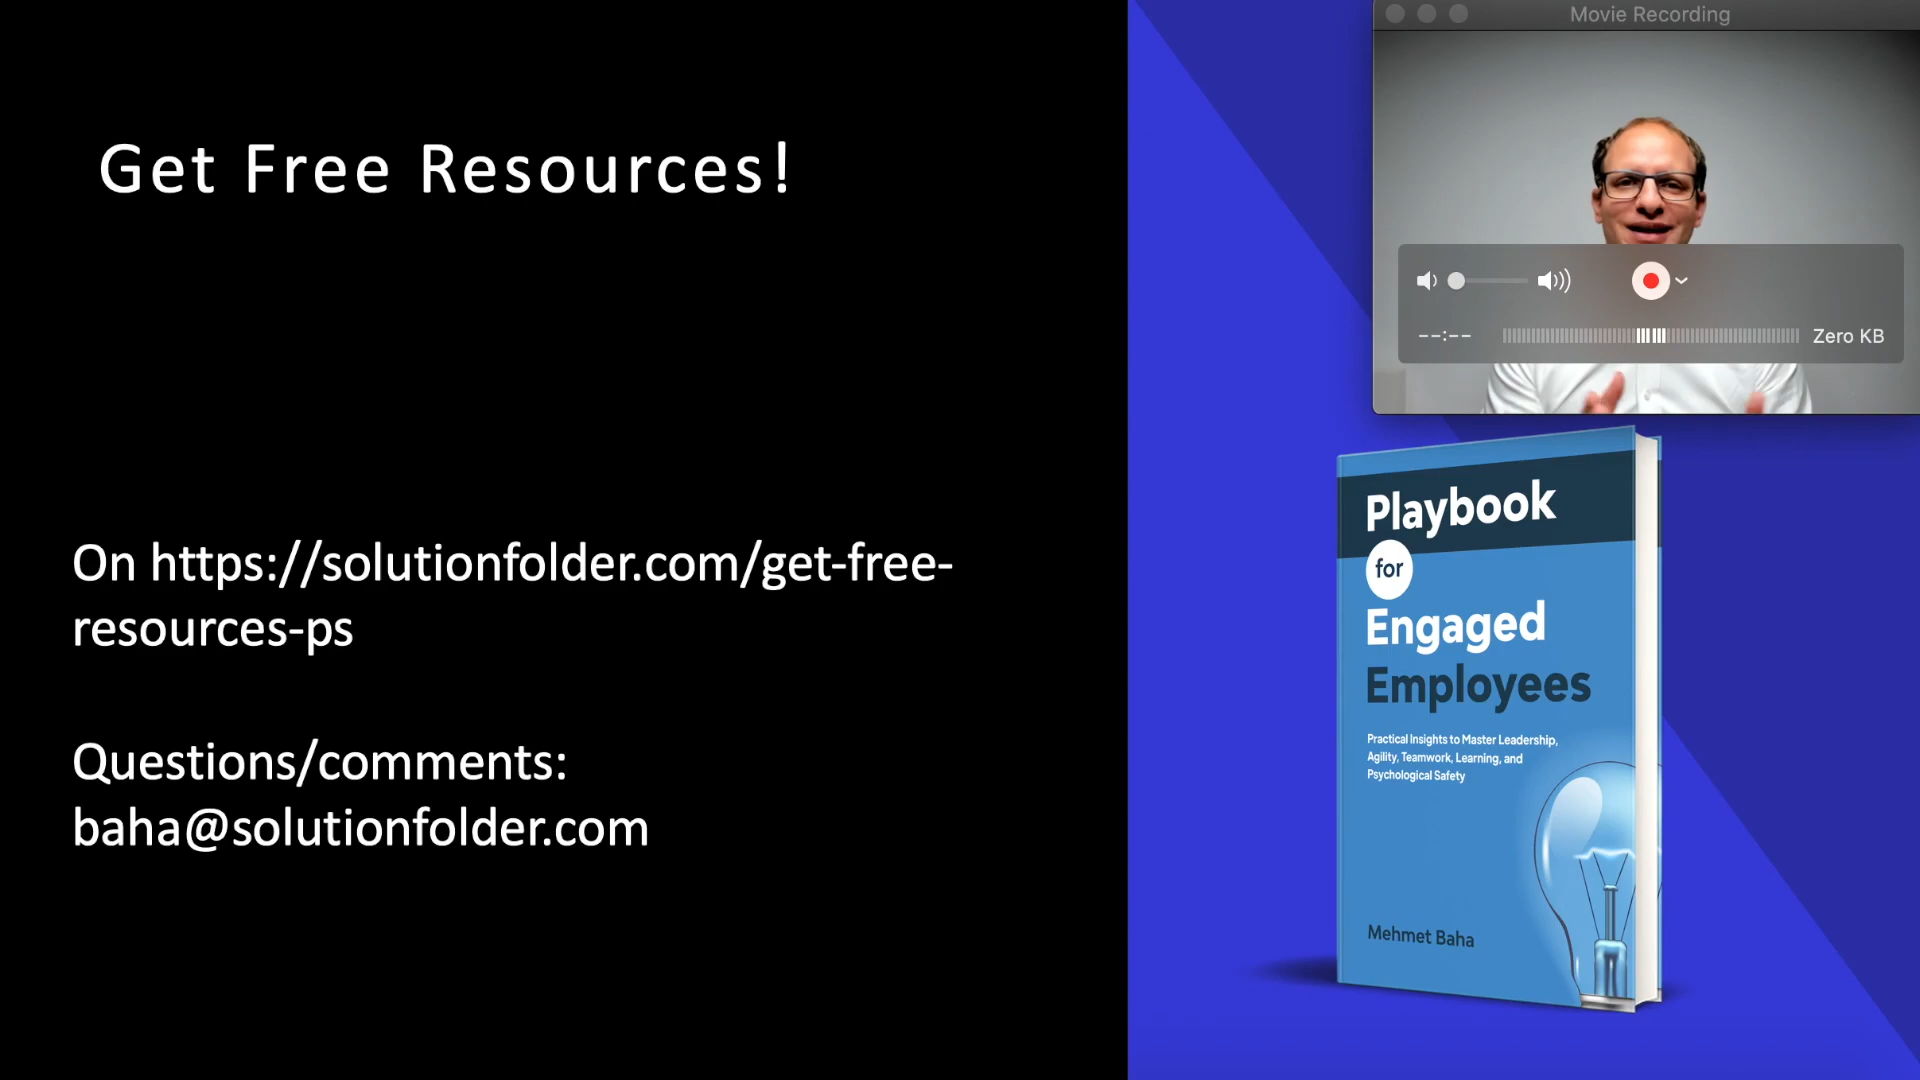 Get Free Resources!
On https://solutionfolder.com/get-free-
resources-ps
Questions/comments:
baha@solutionfolder.com
Movie Recording
--:--
Zero KB
Playbook
for
Engaged
Employees
Practical Insights to Master Leadership,
Agility, Teamwork, Learning, and
Psychological Safety
Mehmet Baha